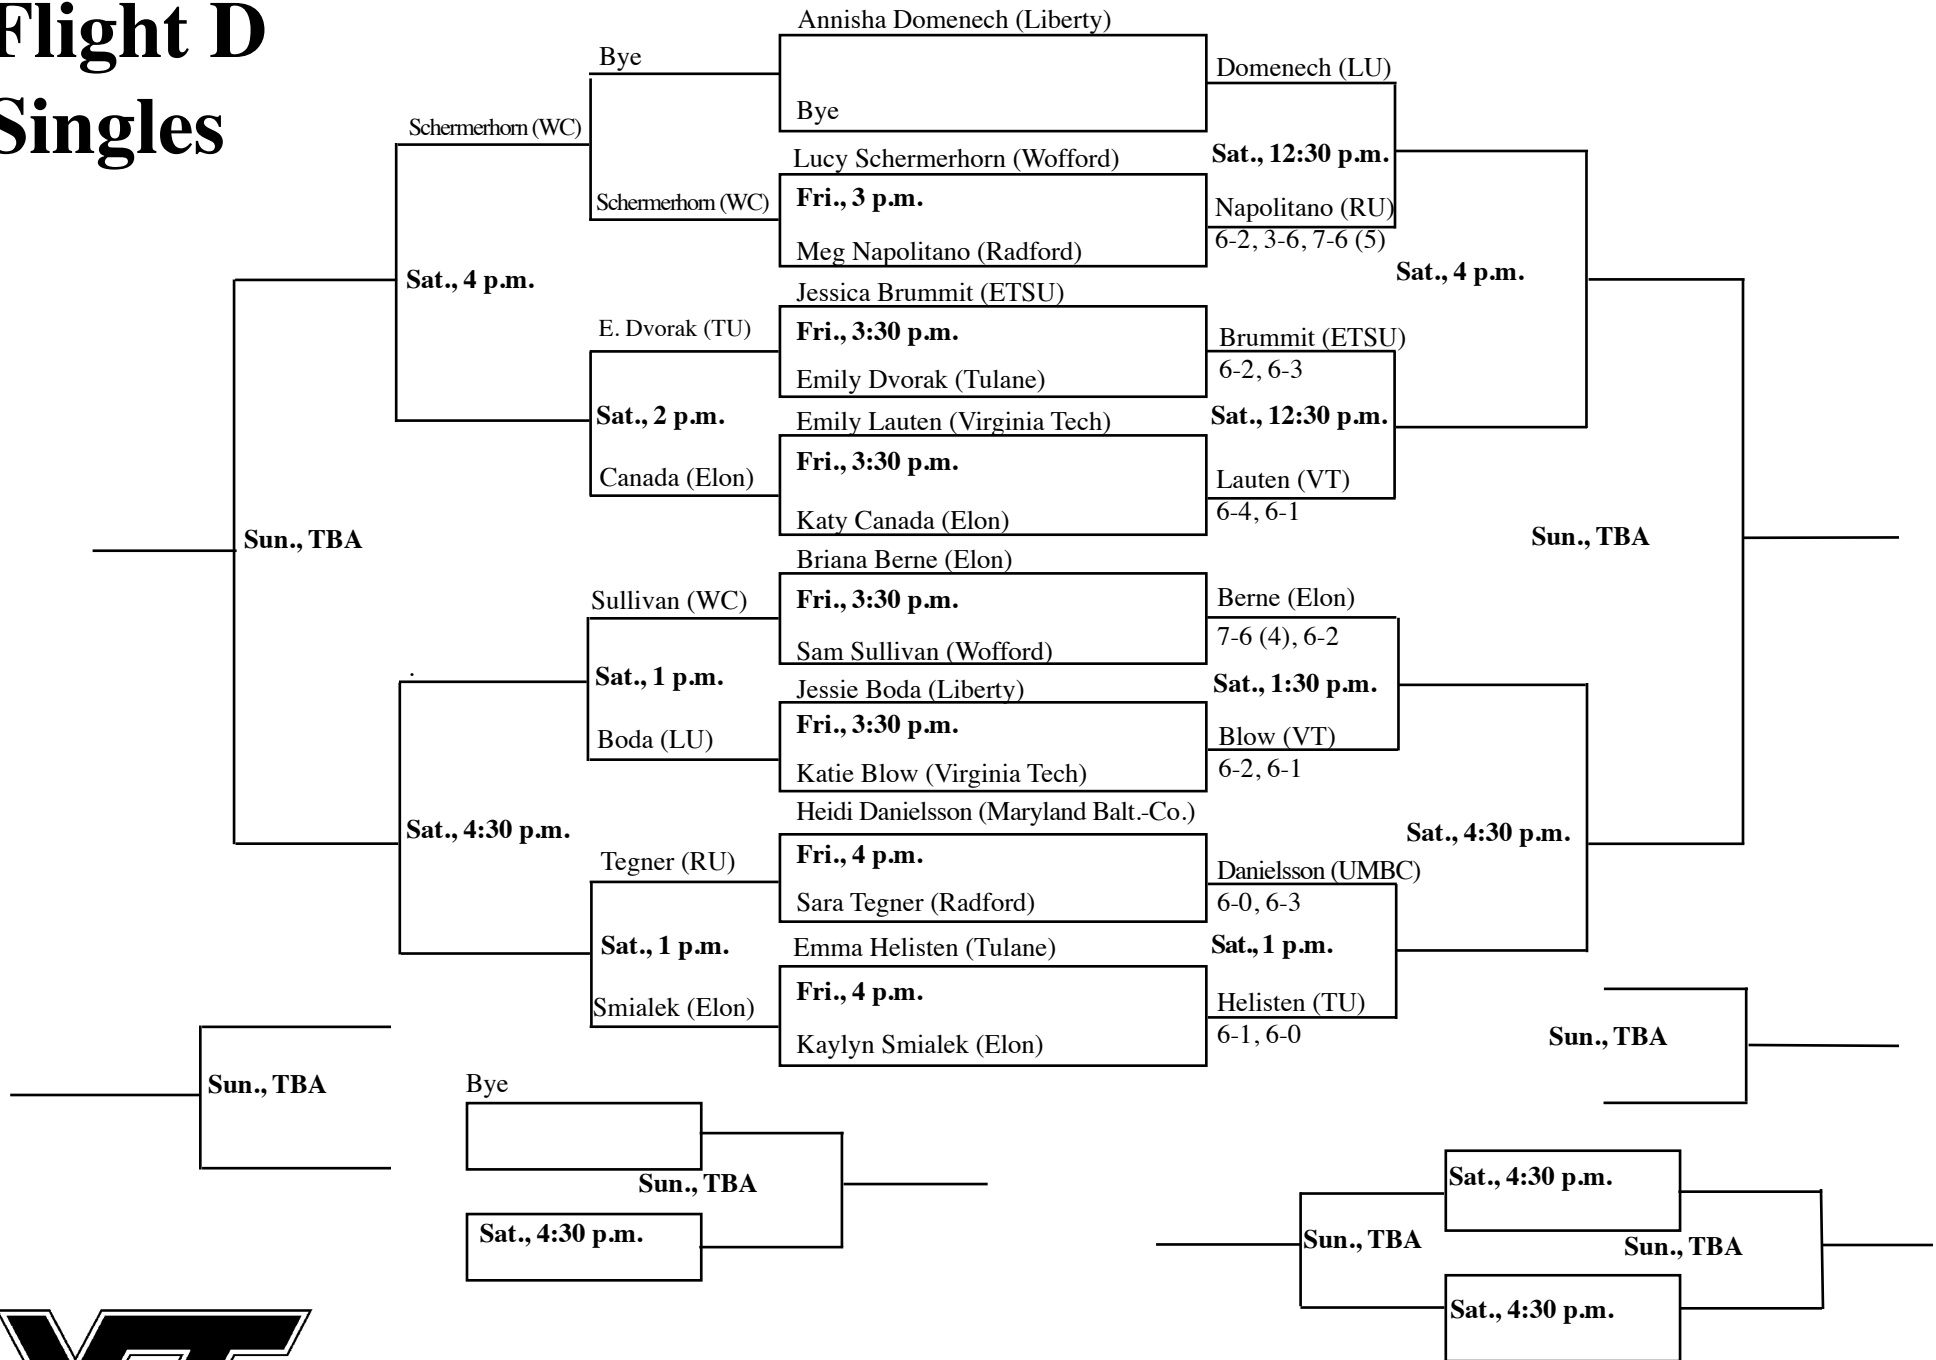 Flight D
Singles
Annisha Domenech (Liberty)
Bye
Domenech (LU)
Bye
Schermerhorn (WC)
Lucy Schermerhorn (Wofford)
Sat., 12:30 p.m.
Fri., 3 p.m.
Schermerhorn (WC)
Napolitano (RU)
6-2, 3-6, 7-6 (5)
Meg Napolitano (Radford)
Sat., 4 p.m.
Sat., 4 p.m.
Jessica Brummit (ETSU)
E. Dvorak (TU)
Fri., 3:30 p.m.
Brummit (ETSU)
6-2, 6-3
Emily Dvorak (Tulane)
Sat., 2 p.m.
Emily Lauten (Virginia Tech)
Sat., 12:30 p.m.
Fri., 3:30 p.m.
Canada (Elon)
Lauten (VT)
6-4, 6-1
Katy Canada (Elon)
Sun., TBA
Sun., TBA
Briana Berne (Elon)
Sullivan (WC)
Fri., 3:30 p.m.
Berne (Elon)
7-6 (4), 6-2
Sam Sullivan (Wofford)
.
Sat., 1 p.m.
Jessie Boda (Liberty)
Sat., 1:30 p.m.
Fri., 3:30 p.m.
Boda (LU)
Blow (VT)
6-2, 6-1
Katie Blow (Virginia Tech)
Heidi Danielsson (Maryland Balt.-Co.)
Sat., 4:30 p.m.
Sat., 4:30 p.m.
Tegner (RU)
Fri., 4 p.m.
Danielsson (UMBC)
6-0, 6-3
Sara Tegner (Radford)
Sat., 1 p.m.
Emma Helisten (Tulane)
Sat., 1 p.m.
Fri., 4 p.m.
Smialek (Elon)
Helisten (TU)
6-1, 6-0
Kaylyn Smialek (Elon)
Sun., TBA
Sun., TBA
Bye
Sun., TBA
Sat., 4:30 p.m.
Sat., 4:30 p.m.
Sun., TBA
Sun., TBA
Sat., 4:30 p.m.
VT